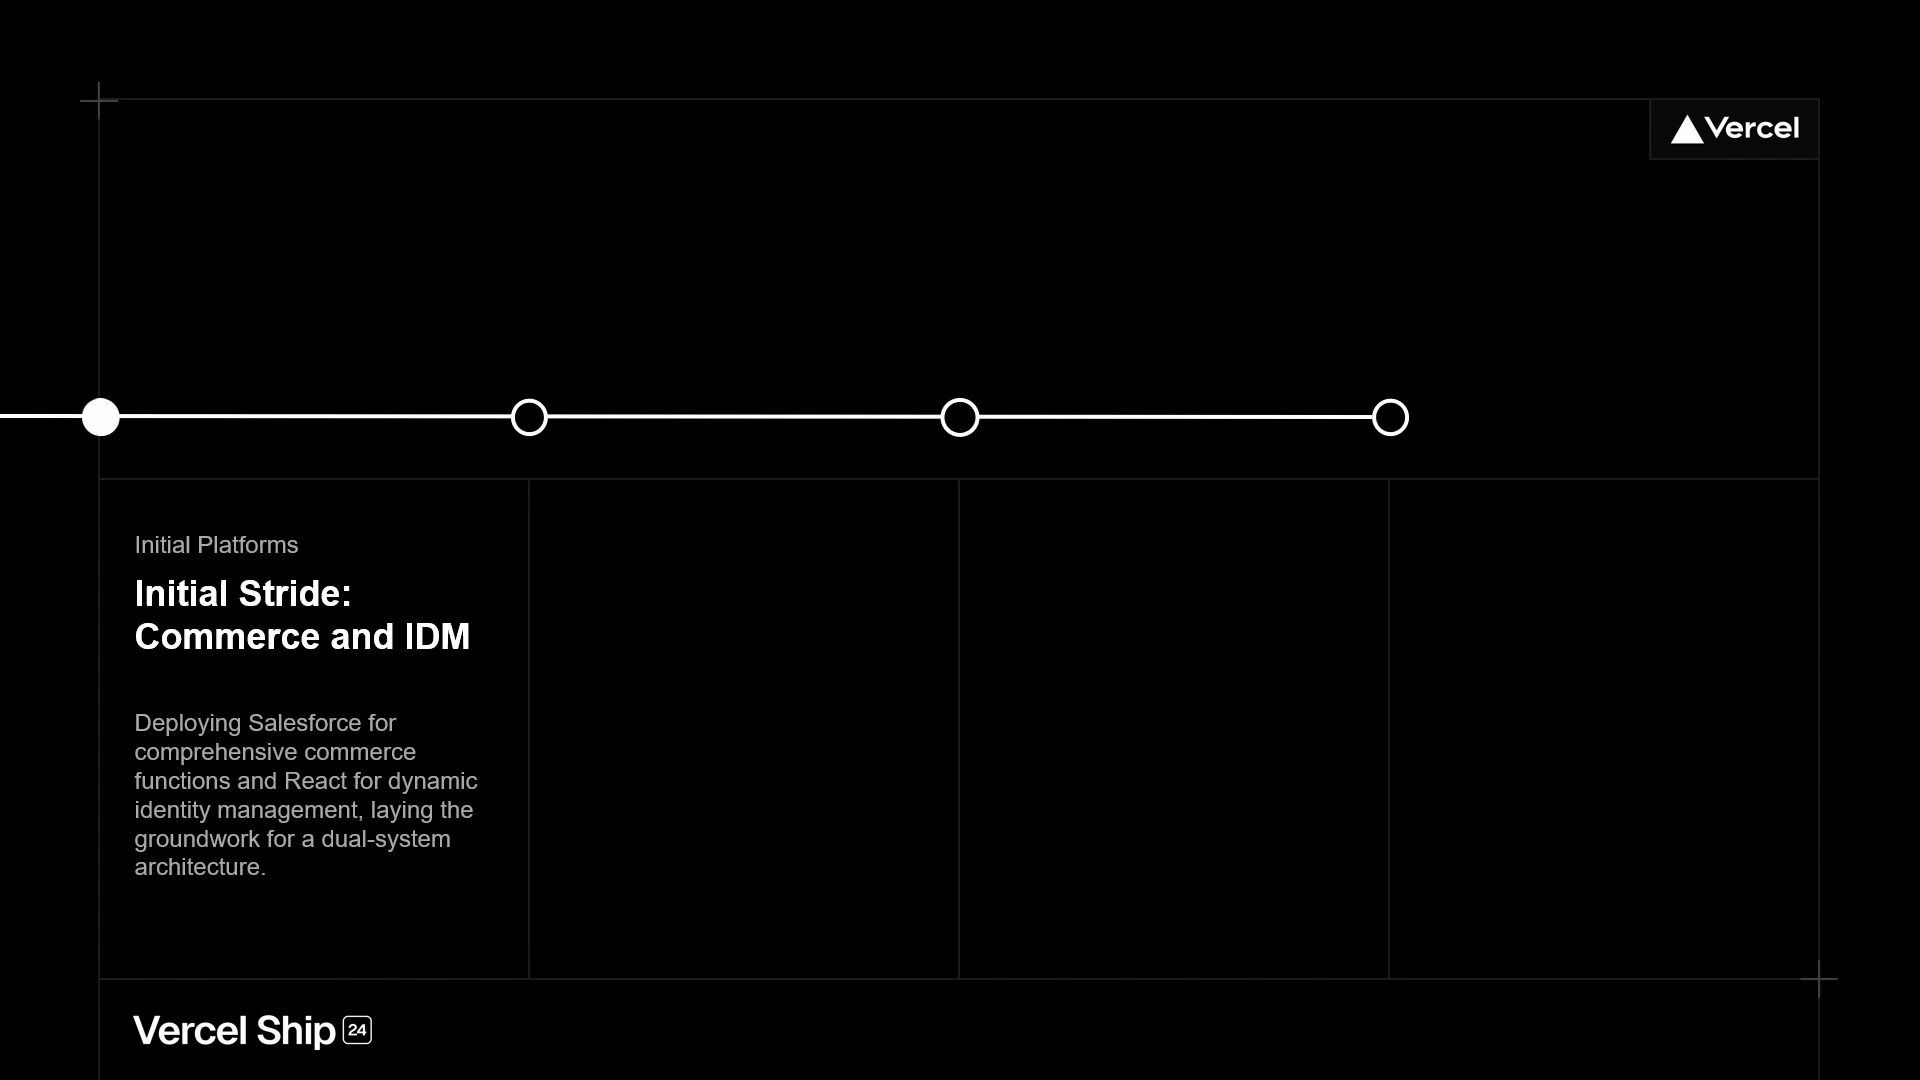 Vercel
Initial Platforms
Initial Stride:
Commerce and IDM
Deploying Salesforce for
comprehensive commerce
functions and React for dynamic
identity management, laying the
groundwork for a dual-system
architecture.
Vercel Ship 24